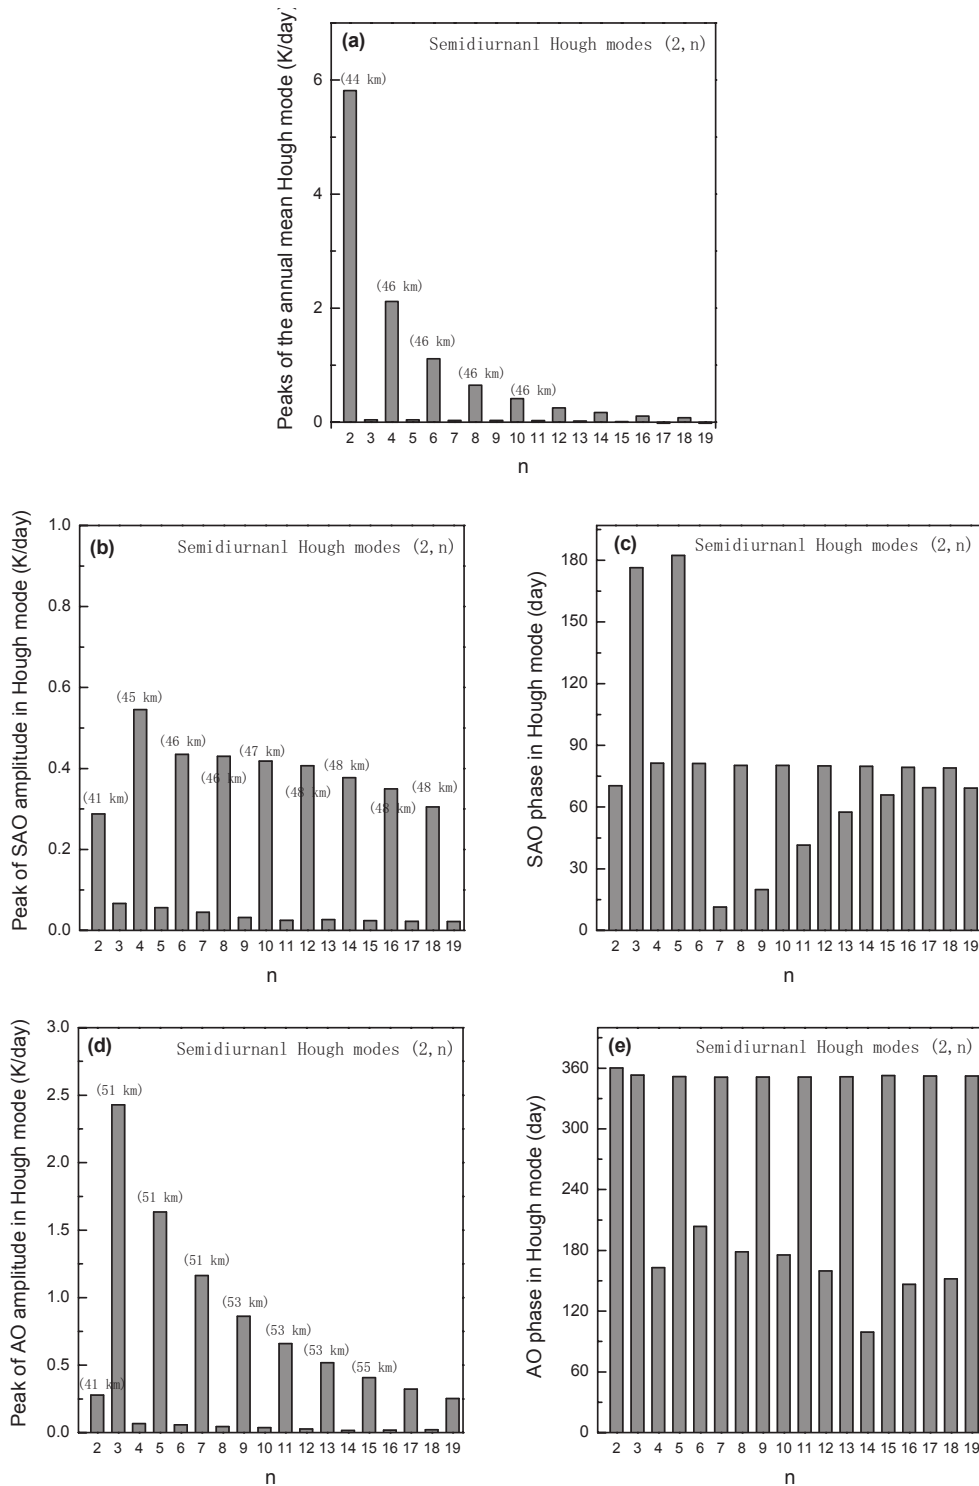 (a)
Semidiurnanl Hough modes (2,n)
Peaks of the annual mean Hough mode (K/day)
6
4
2
0
(44 km)
(46 km)
(46 km)
(46 km)
(46 km)
2 3 4 5 6 7 8 9 10 11 12 13 14 15 16 17 18 19
n
(b)
Semidiurnanl Hough modes (2,n)
Peak of SAO amplitude in Hough mode (K/day)
1.0
0.8
0.6
0.4
0.2
0.0
(41 km)
(45 km)
(46 km)
(46 km)
(47 km)
(48 km)
(48 km)
(48 km)
(48 km)
2 3 4 5 6 7 8 9 10 11 12 13 14 15 16 17 18 19
n
(c)
Semidiurnanl Hough modes (2,n)
SAO phase in Hough mode (day)
180
150
120
90
60
30
0
2 3 4 5 6 7 8 9 10 11 12 13 14 15 16 17 18 19
n
(d)
Semidiurnanl Hough modes (2,n)
Peak of AO amplitude in Hough mode (K/day)
3.0
2.5
2.0
1.5
1.0
0.5
0.0
(41 km)
(51 km)
(51 km)
(51 km)
(53 km)
(53 km)
(53 km)
(55 km)
2 3 4 5 6 7 8 9 10 11 12 13 14 15 16 17 18 19
n
(e)
Semidiurnanl Hough modes (2,n)
AO phase in Hough mode (day)
360
300
240
180
120
60
0
2 3 4 5 6 7 8 9 10 11 12 13 14 15 16 17 18 19
n